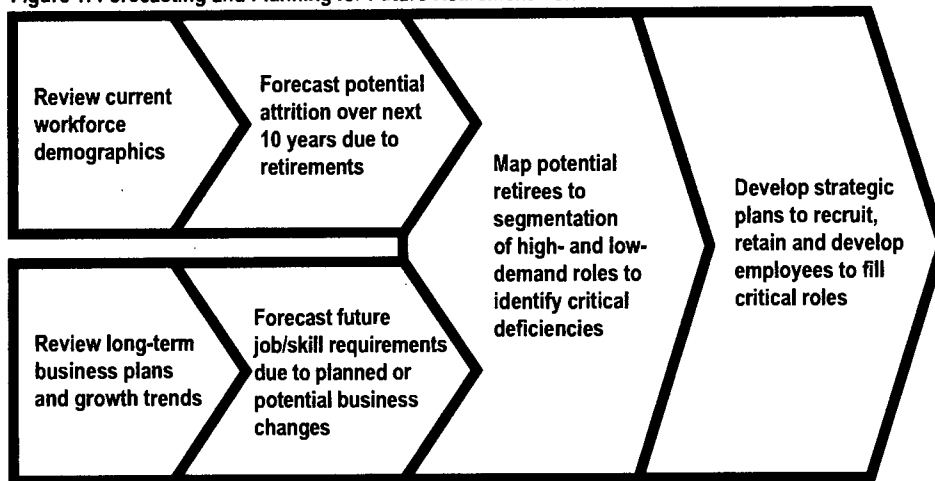 Review current
workforce
demographics
Forecast potential
attrition over next
10 years due to
retirements
Review long-term
business plans
and growth trends
Forecast future
job/skill requirements
due to planned or
potential business
changes
Map potential
retirees to
segmentation
of high- and low-
demand roles to
identify critical
deficiencies
Develop strategic
plans to recruit,
retain and develop
employees to fill
critical roles